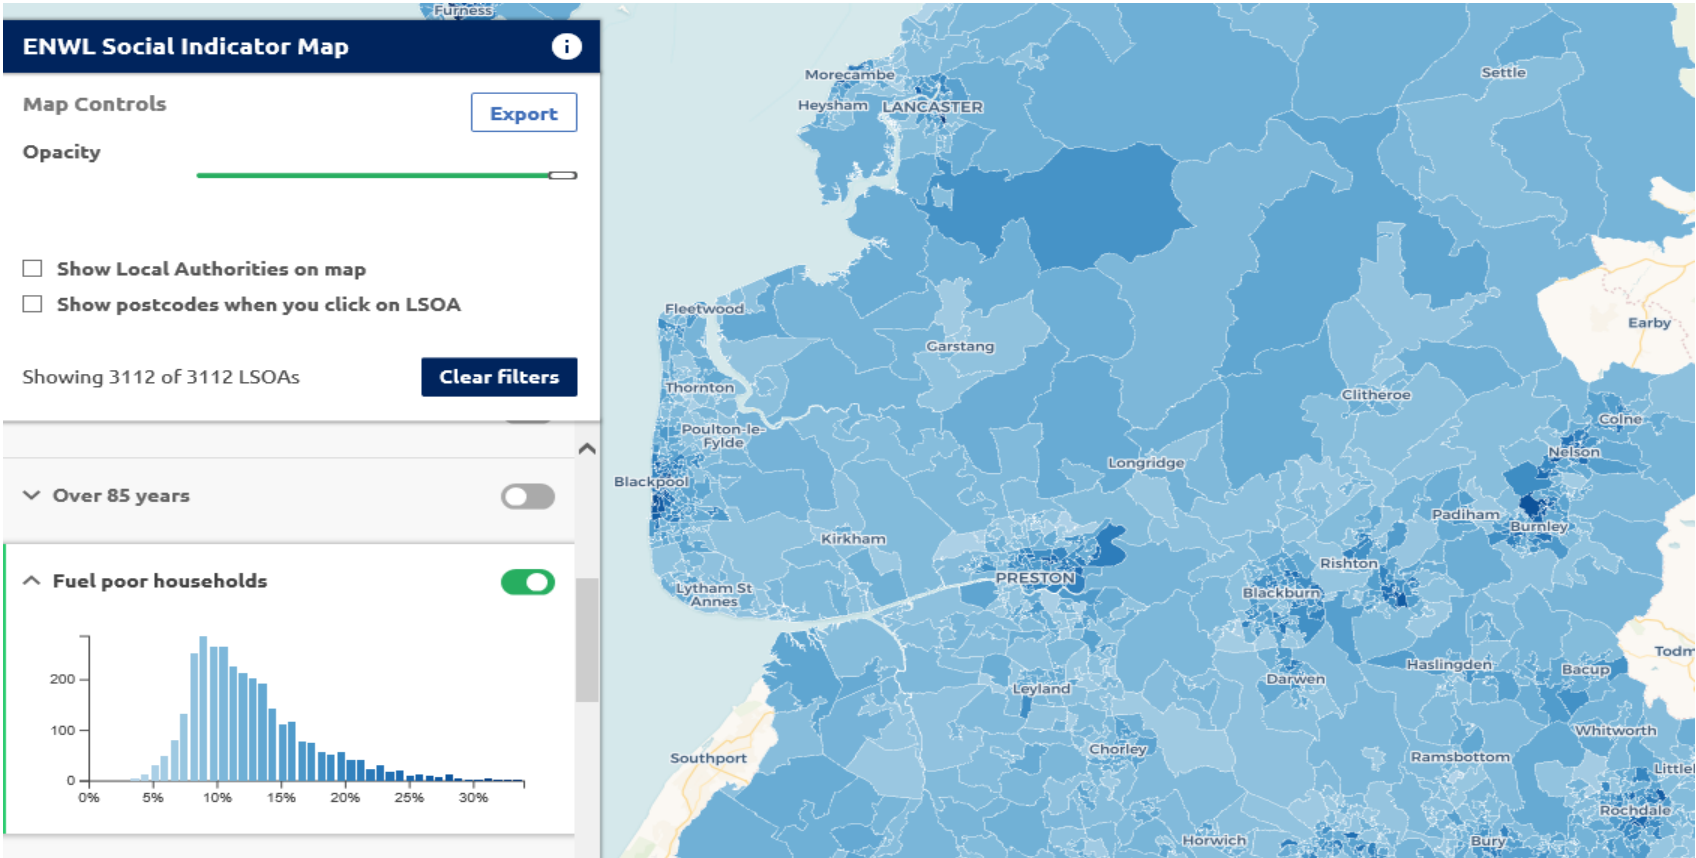 Furness
ENWL Social Indicator Map
i
Map Controls
Export
Opacity
Show Local Authorities on map
Show postcodes when you click on LSOA
Showing 3112 of 3112 LSOAs
Clear filters
Over 85 years
Fuel poor households
200
100
0
0% 5% 10% 15% 20% 25% 30%
Morecambe
Heysham LANCASTER
Settle
Fleetwood
Earby
Garstang
Thornton
Clitheroe
Colne
Poulton-le-
Fylde
Nelson
Longridge
Blackpool
Padiham
Burnley
Kirkham
Rishton
PRESTON
Lytham St
Annes
Blackburn
Todm
Haslingden
Bacup
Darwen
Leyland
Whitworth
Chorley
Southport
Ramsbottom
Littlel
Rochdale
Horwich
Bury